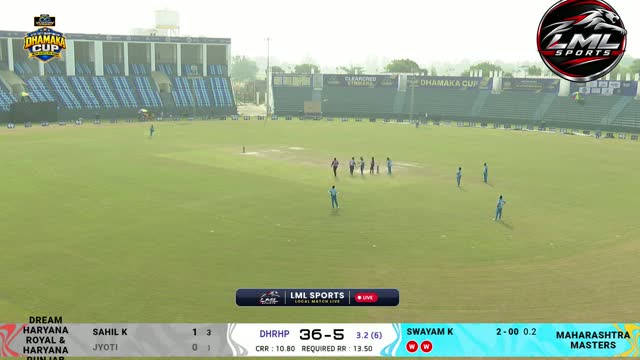 DHAMAKA
CUP
LML
SPORTS
CLEARCRED
STRIKERS
DHAMAKA CUP
LML SPORTS
LOCAL MATCH LIVE
LIVE
DREAM
HARYANA
ROYAL &
HARYANA
PUNJAB
SAHIL K 1 3
JYOTI 0 1
DHRHP 36-5 3.2 (6)
CRR : 10.80 REQUIRED RR : 13.50
SWAYAM K 2 - 00 0.2
W W
MAHARASHTRA
MASTERS